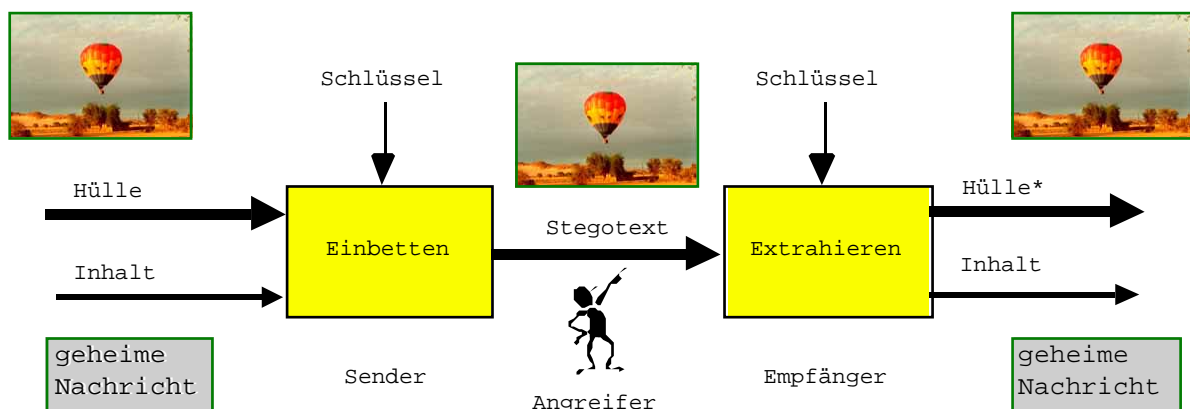 Schlüssel
Schlüssel
Hülle
Hülle*
Einbetten
Stegotext
Extrahieren
Inhalt
Inhalt
geheime
Nachricht
Sender
Empfänger
geheime
Nachricht
Angreifer